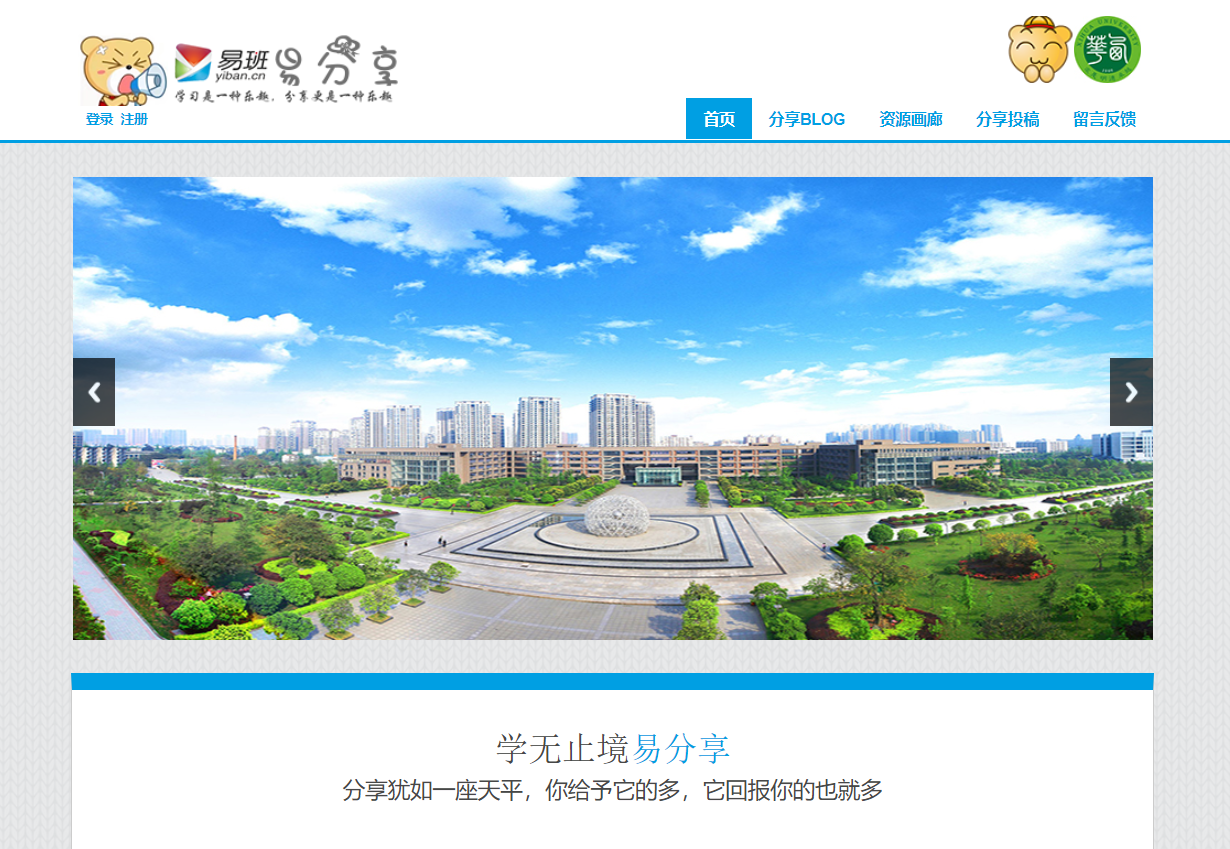 易班
yiban.cn
易分享
学习是一种乐趣，分享更是一种乐趣
登录 注册
首页 分享BLOG 资源画廊 分享投稿 留言反馈
学无止境易分享
分享犹如一座天平，你给予它的多，它回报你的也就多